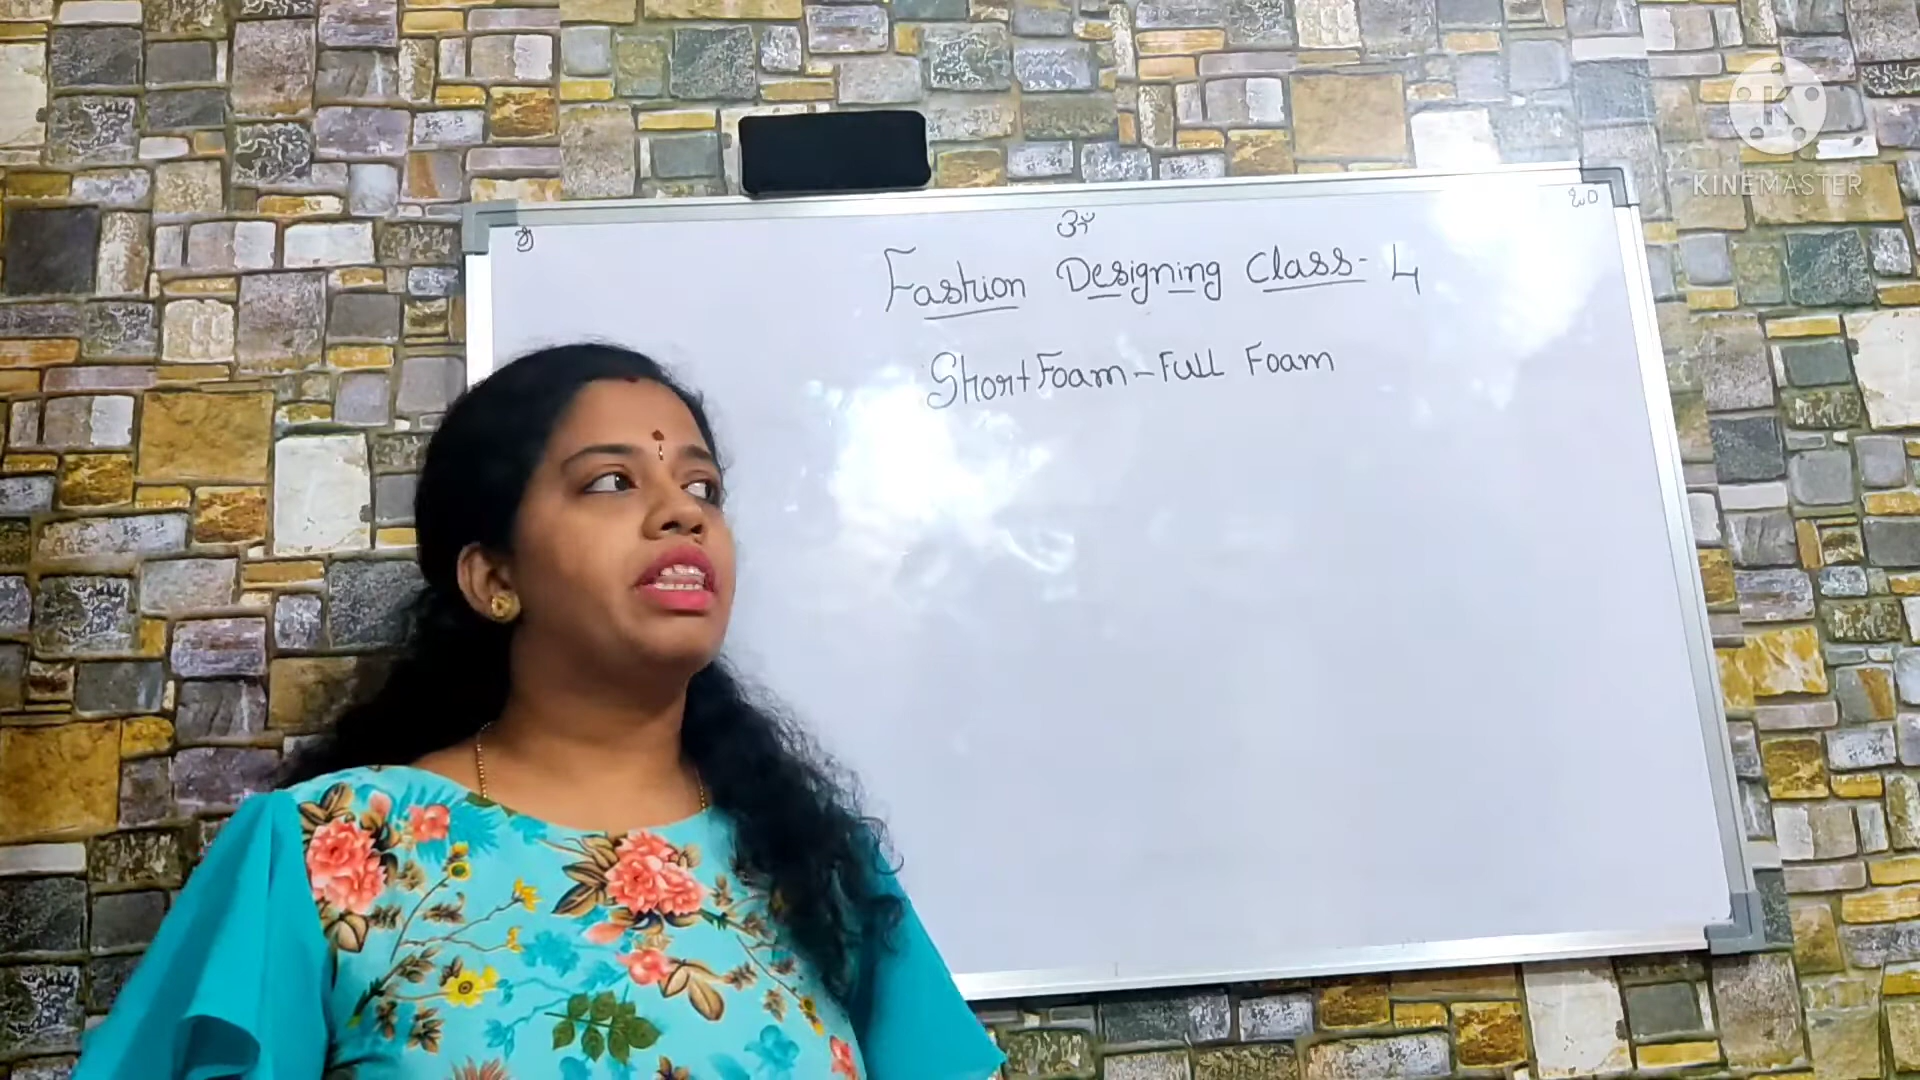 ॐ
Fashion Designing Class- 4
Short Foam - Full Foam
K
KINEMASTER